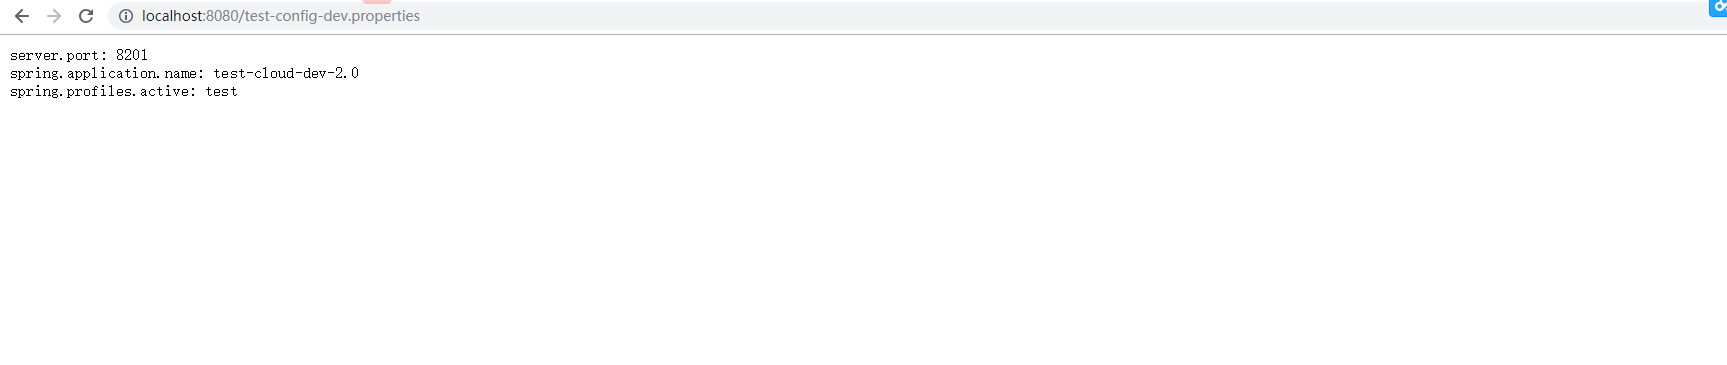 localhost:8080/test-config-dev.properties
server.port: 8201
spring.application.name: test-cloud-dev-2.0
spring.profiles.active: test